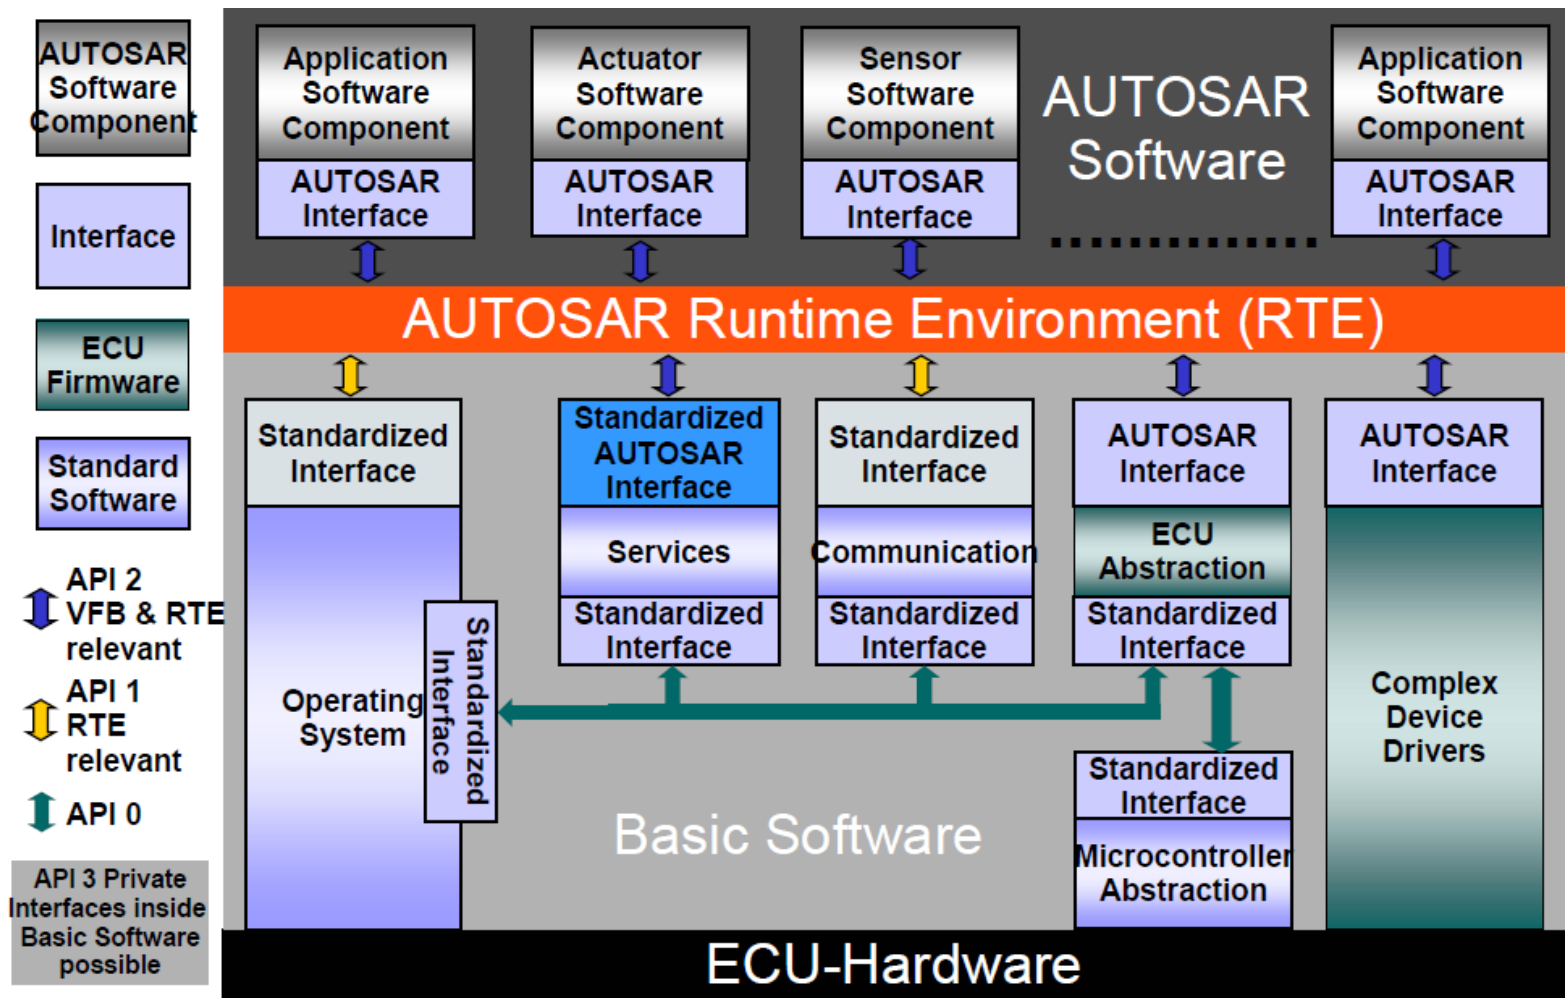 AUTOSAR
Software
Component
Interface
ECU
Firmware
Standard
Software
API 2
VFB & RTE
relevant
API 1
RTE
relevant
API 0
API 3 Private
Interfaces inside
Basic Software
possible
Application
Software
Component
AUTOSAR
Interface
Actuator
Software
Component
AUTOSAR
Interface
Sensor
Software
Component
AUTOSAR
Interface
AUTOSAR
Software
..............
Application
Software
Component
AUTOSAR
Interface
AUTOSAR Runtime Environment (RTE)
Standardized
Interface
Operating
System
Standardized
Interface
Standardized
AUTOSAR
Interface
Services
Standardized
Interface
Standardized
Interface
Communication
Standardized
Interface
AUTOSAR
Interface
ECU
Abstraction
Standardized
Interface
Standardized
Interface
Microcontroller
Abstraction
AUTOSAR
Interface
Complex
Device
Drivers
Basic Software
ECU-Hardware